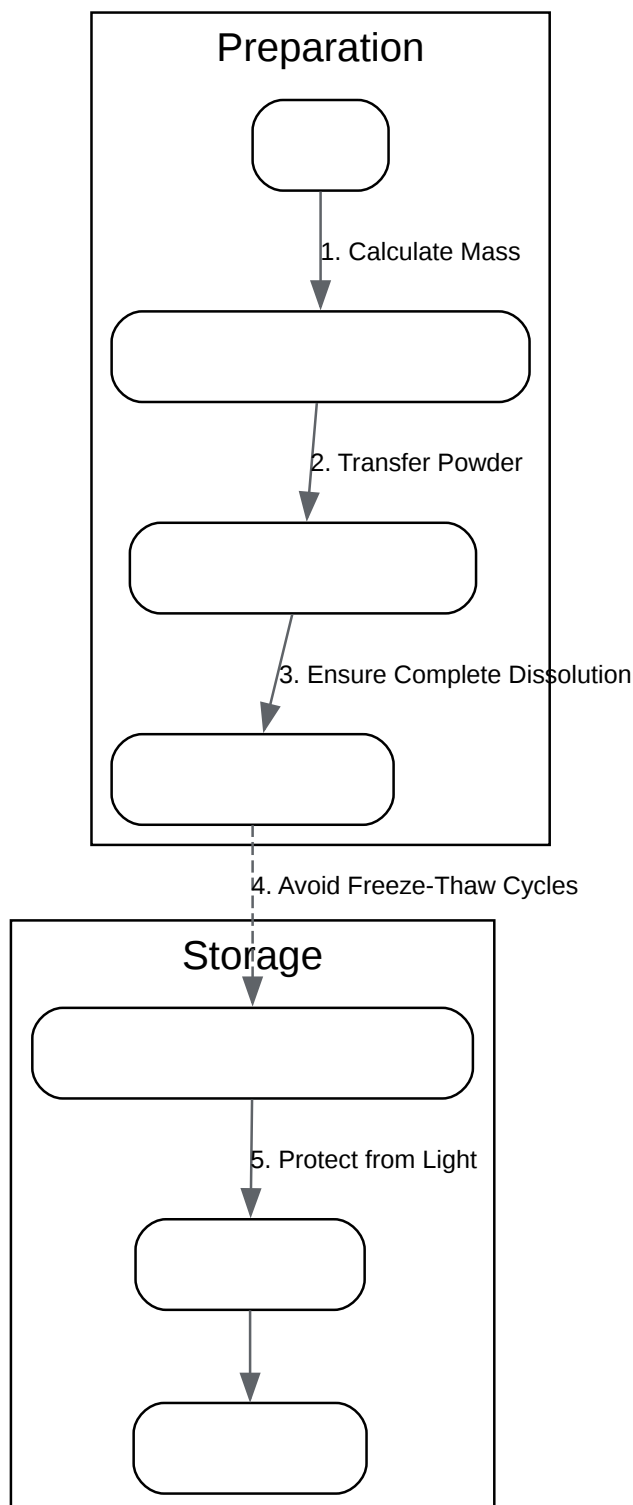 Preparation
1. Calculate Mass
2. Transfer Powder
3. Ensure Complete Dissolution
4. Avoid Freeze-Thaw Cycles
Storage
5. Protect from Light